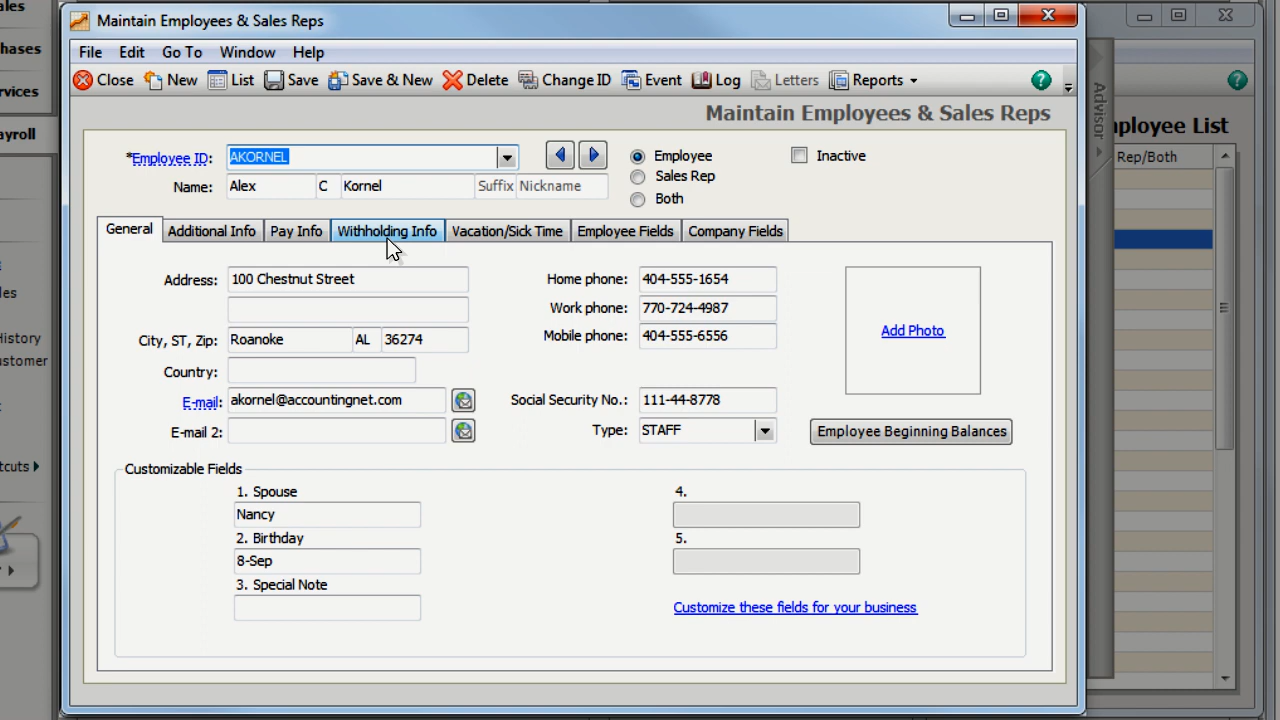 Maintain Employees & Sales Reps
ales
File Edit Go To Window Help
hases
Close New List Save Save & New Delete Change ID Event Log Letters Reports
rvices
Maintain Employees & Sales Reps
Advisor
ployee List
ayroll
*Employee ID: AKORNEL
Employee
Inactive
Rep/Both
Sales Rep
Name: Alex C Kornel Suffix Nickname
Both
General Additional Info Pay Info Withholding Info Vacation/Sick Time Employee Fields Company Fields
Address: 100 Chestnut Street
Home phone: 404-555-1654
Work phone: 770-724-4987
City, ST, Zip: Roanoke AL 36274
Mobile phone: 404-555-6556
Add Photo
les
istory
ustomer
Country:
E-mail: akornel@accountingnet.com
Social Security No.: 111-44-8778
E-mail 2:
Type: STAFF
Employee Beginning Balances
tcuts
Customizable Fields
1. Spouse
Nancy
2. Birthday
8-Sep
3. Special Note
4.
5.
Customize these fields for your business